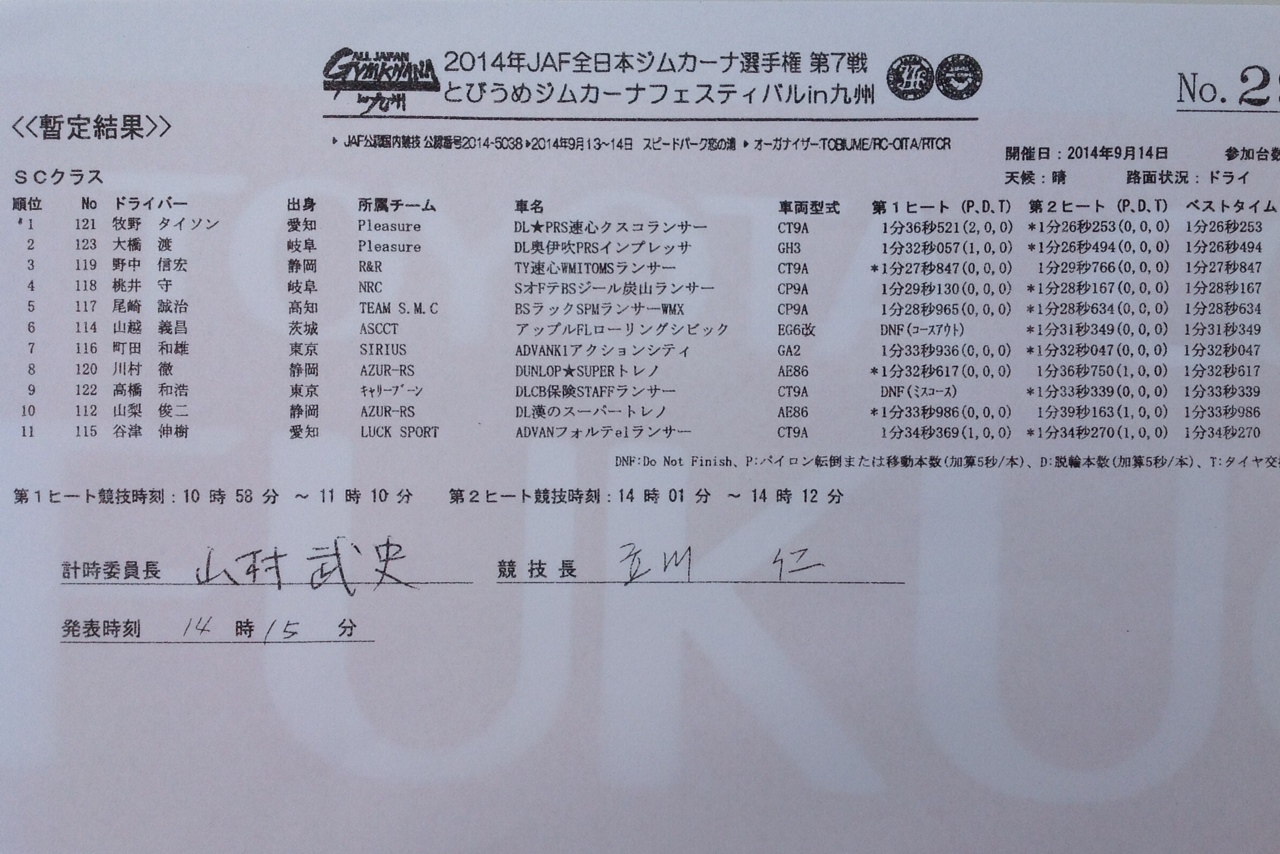 ALL JAPAN GYMKHANA in 九州
2014年JAF全日本ジムカーナ選手権 第7戦
とびうめジムカーナフェスティバルin九州
No. 2
<<暫定結果>>
▶ JAF公認国内競技 公認番号2014-5038▶2014年9月13~14日 スピードパーク恋の浦 ▶ オーガナイザー:TOBIUME/RC-OITA/RTCR
開催日:2014年9月14日 参加台数
SCクラス
天候:晴 路面状況:ドライ
順位 No ドライバー 出身 所属チーム 車名 車両型式 第1ヒート (P,D,T) 第2ヒート (P,D,T) ベストタイム
*1 121 牧野 タイソン 愛知 Pleasure DL★PRS速心クスコランサー CT9A 1分36秒521(2,0,0) *1分26秒253(0,0,0) 1分26秒253
2 123 大橋 渡 岐阜 Pleasure DL奥伊吹PRSインプレッサ GH3 1分32秒057(1,0,0) *1分26秒494(0,0,0) 1分26秒494
3 119 野中 信宏 静岡 R&R TY速心WMITOMSランサー CT9A *1分27秒847(0,0,0) 1分29秒766(0,0,0) 1分27秒847
4 118 桃井 守 岐阜 NRC SオドテBSジール炭山ランサー CP9A 1分29秒130(0,0,0) *1分28秒167(0,0,0) 1分28秒167
5 117 尾崎 誠治 高知 TEAM S.M.C BSラックSPMランサーWMX CP9A 1分28秒965(0,0,0) *1分28秒634(0,0,0) 1分28秒634
6 114 山越 義昌 茨城 ASCCT アップルFLローリングシビック EG6改 DNF(コースアウト) *1分31秒349(0,0,0) 1分31秒349
7 116 町田 和雄 東京 SIRIUS ADVANK1アクションシティ GA2 1分33秒936(0,0,0) *1分32秒047(0,0,0) 1分32秒047
8 120 川村 徹 静岡 AZUR-RS DUNLOP★SUPERトレノ AE86 *1分32秒617(0,0,0) 1分36秒750(1,0,0) 1分32秒617
9 122 高橋 和浩 東京 キャリーブーン DLCB保険STAFFランサー CT9A DNF(ミスコース) *1分33秒339(0,0,0) 1分33秒339
10 112 山梨 俊二 静岡 AZUR-RS DL漢のスーパートレノ AE86 *1分33秒986(0,0,0) 1分39秒163(1,0,0) 1分33秒986
11 115 谷津 伸樹 愛知 LUCK SPORT ADVANフォルテelランサー CT9A 1分34秒369(1,0,0) *1分34秒270(1,0,0) 1分34秒270
DNF:Do Not Finish、P:パイロン転倒または移動本数(加算5秒/本)、D:脱輪本数(加算5秒/本)、T:タイヤ交
第1ヒート競技時刻:10 時 58 分 ~ 11 時 10 分 第2ヒート競技時刻:14 時 01 分 ~ 14 時 12 分
計時委員長 山村 武史 競技長 立川 仁
発表時刻 14 時 15 分